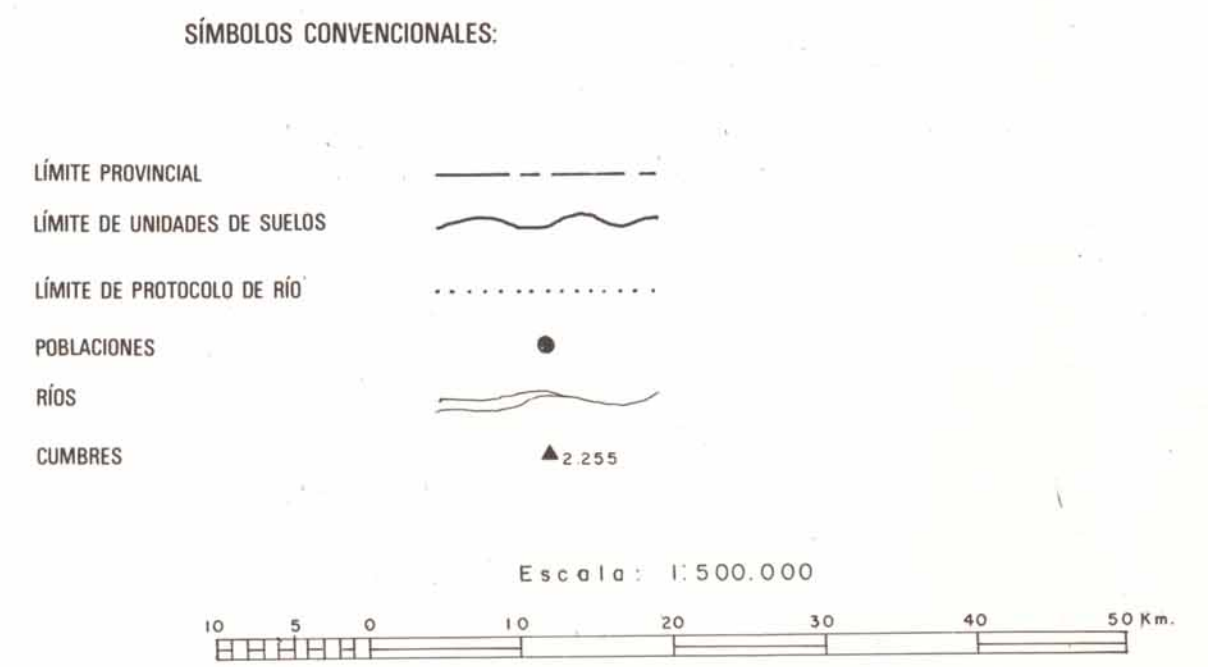 SÍMBOLOS CONVENCIONALES:
LÍMITE PROVINCIAL
LÍMITE DE UNIDADES DE SUELOS
LÍMITE DE PROTOCOLO DE RÍO
POBLACIONES
RÍOS
CUMBRES 2.255
Escala: 1:500.000
10 5 0 10 20 30 40 50 Km.